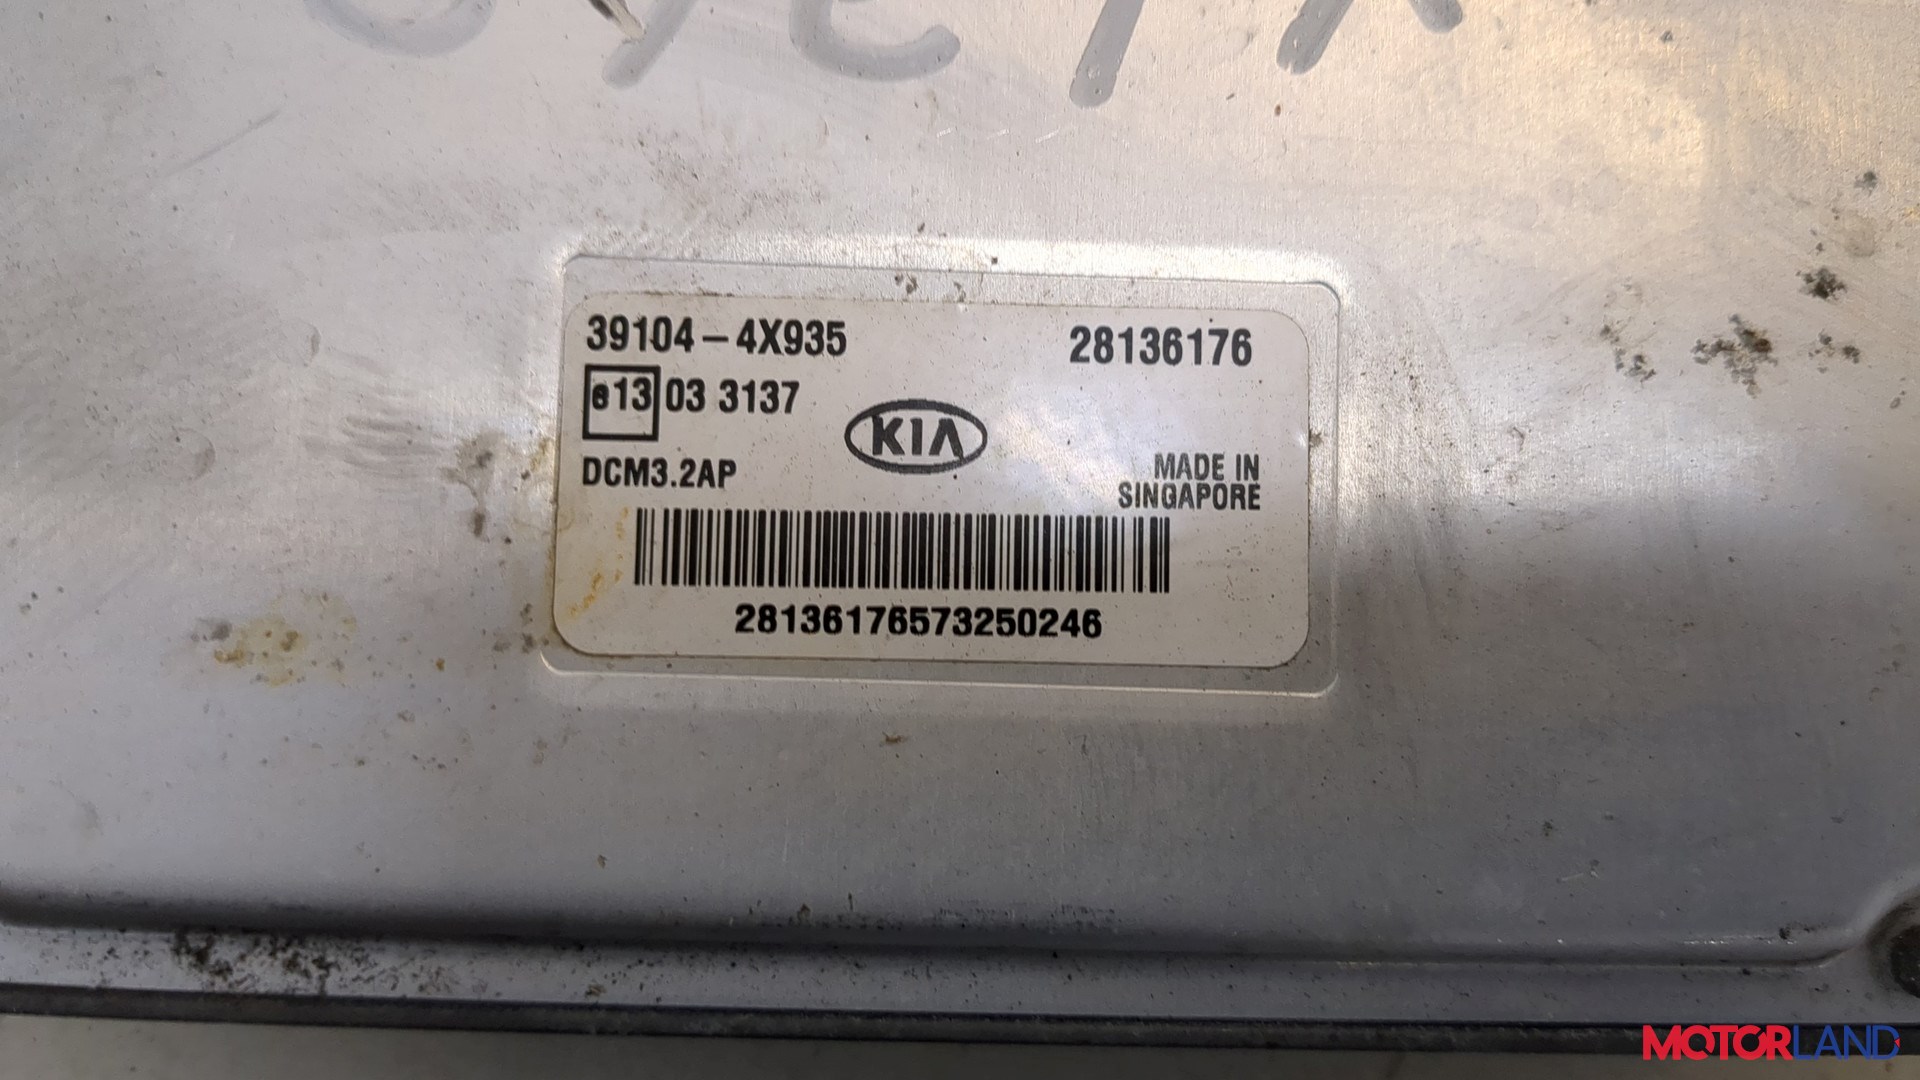 39104-4X935 28136176
e13 03 3137
KIA
DCM3.2AP
MADE IN
SINGAPORE
28136176573250246
MOTORLAND